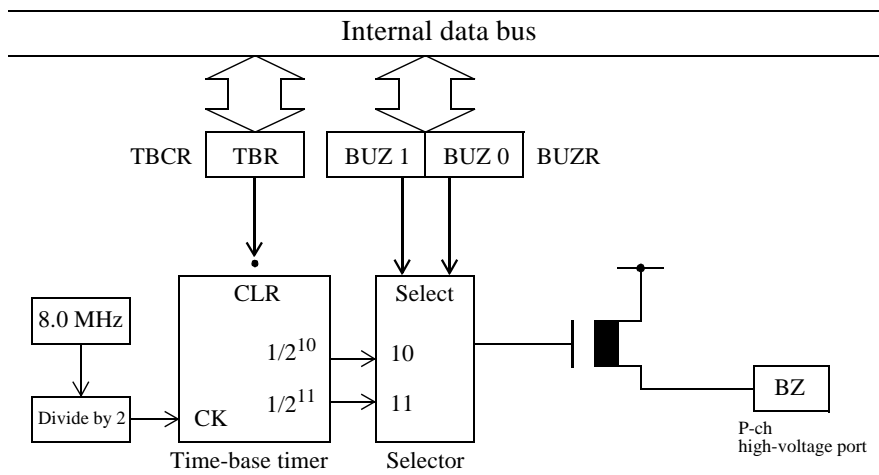 Internal data bus
TBCR
TBR
BUZ 1
BUZ 0
BUZR
CLR
Select
8.0 MHz
1/2¹⁰
10
Divide by 2
CK
1/2¹¹
11
BZ
P-ch
high-voltage port
Time-base timer
Selector